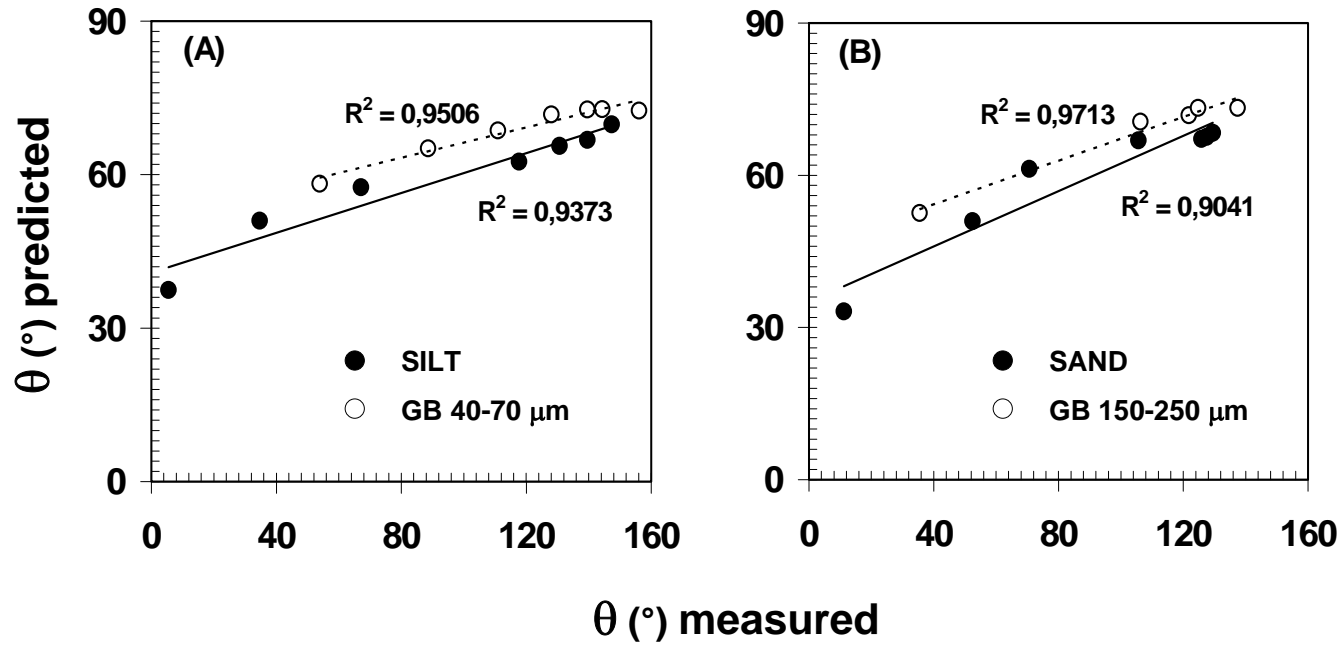 θ (°) predicted
(A)
90
60
30
0
R² = 0,9506
R² = 0,9373
SILT
GB 40-70 μm
0 40 80 120 160
(B)
90
60
30
0
R² = 0,9713
R² = 0,9041
SAND
GB 150-250 μm
0 40 80 120 160
θ (°) measured